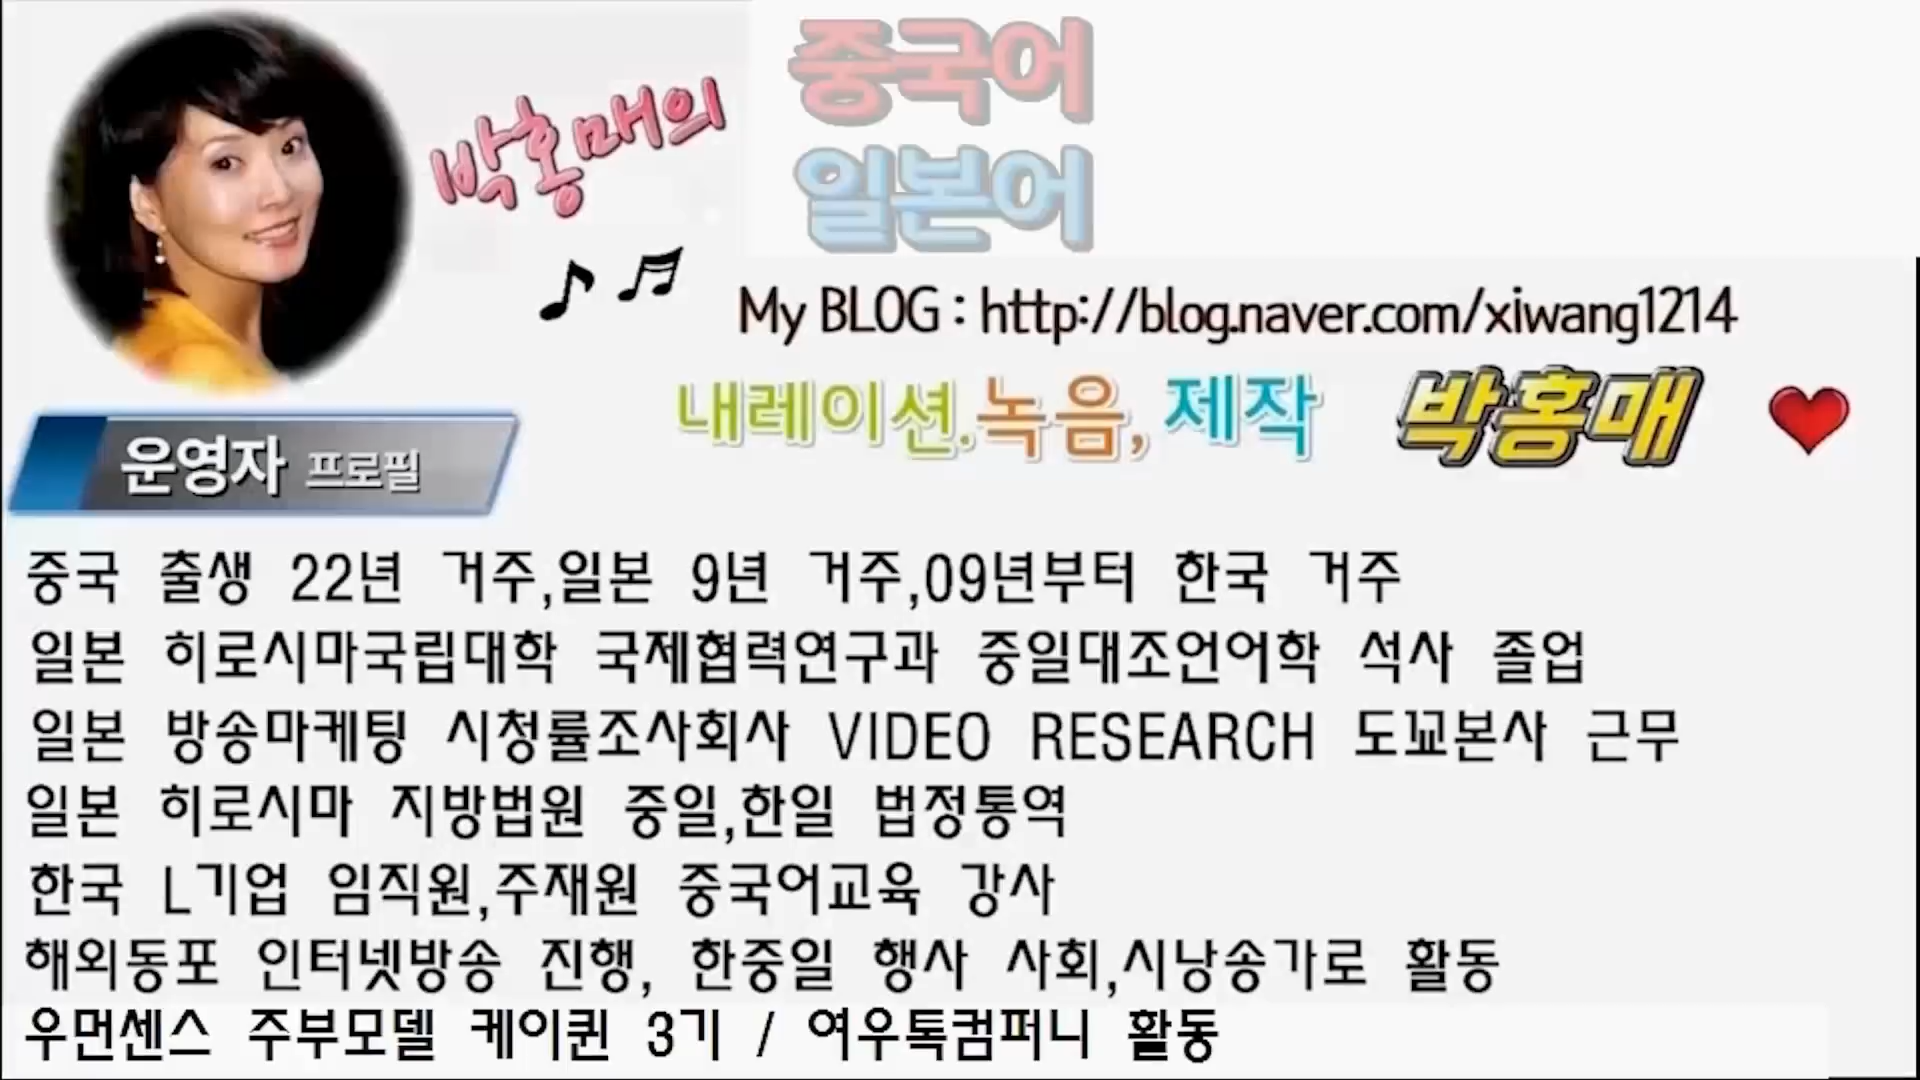 박홍매의
중국어
일본어
My BLOG : http://blog.naver.com/xiwang1214
내레이션.녹음, 제작 박홍매
운영자 프로필
중국 출생 22년 거주,일본 9년 거주,09년부터 한국 거주
일본 히로시마국립대학 국제협력연구과 중일대조언어학 석사 졸업
일본 방송마케팅 시청률조사회사 VIDEO RESEARCH 도꾜본사 근무
일본 히로시마 지방법원 중일,한일 법정통역
한국 L기업 임직원,주재원 중국어교육 강사
해외동포 인터넷방송 진행, 한중일 행사 사회,시낭송가로 활동
우먼센스 주부모델 케이퀸 3기 / 여우톡컴퍼니 활동